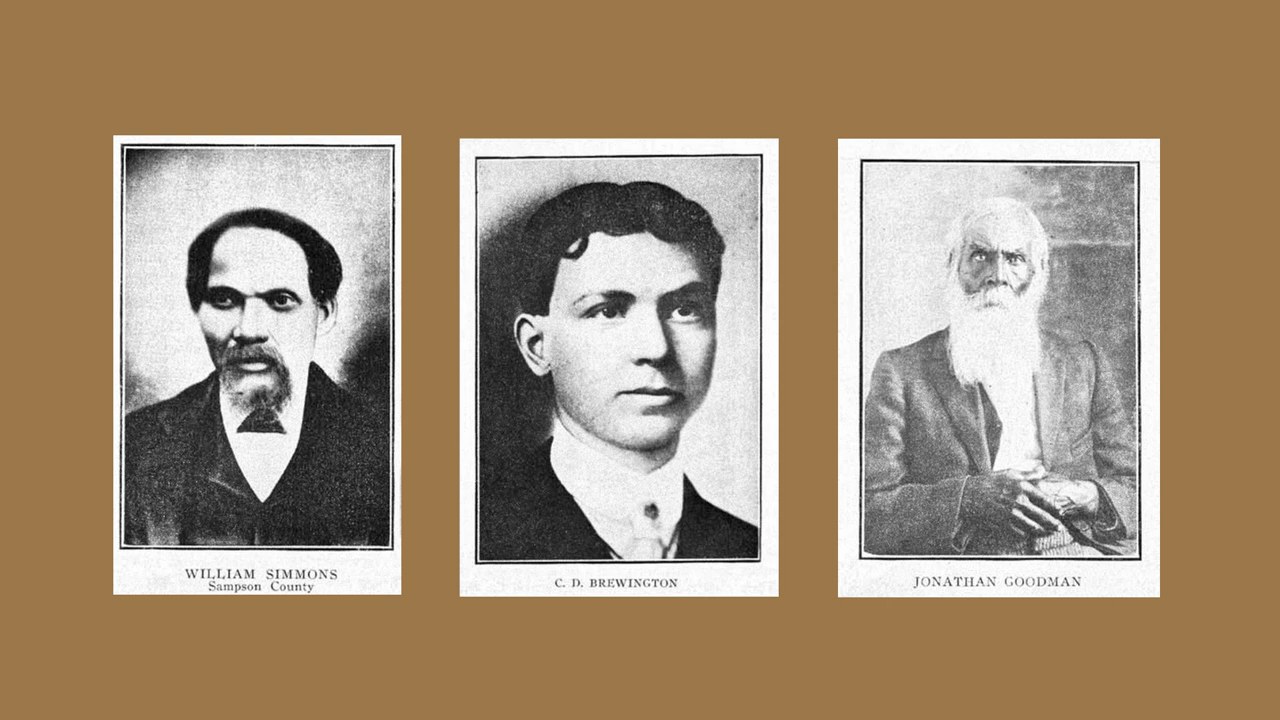 WILLIAM SIMMONS
Sampson County
C. D. BREWINGTON
JONATHAN GOODMAN